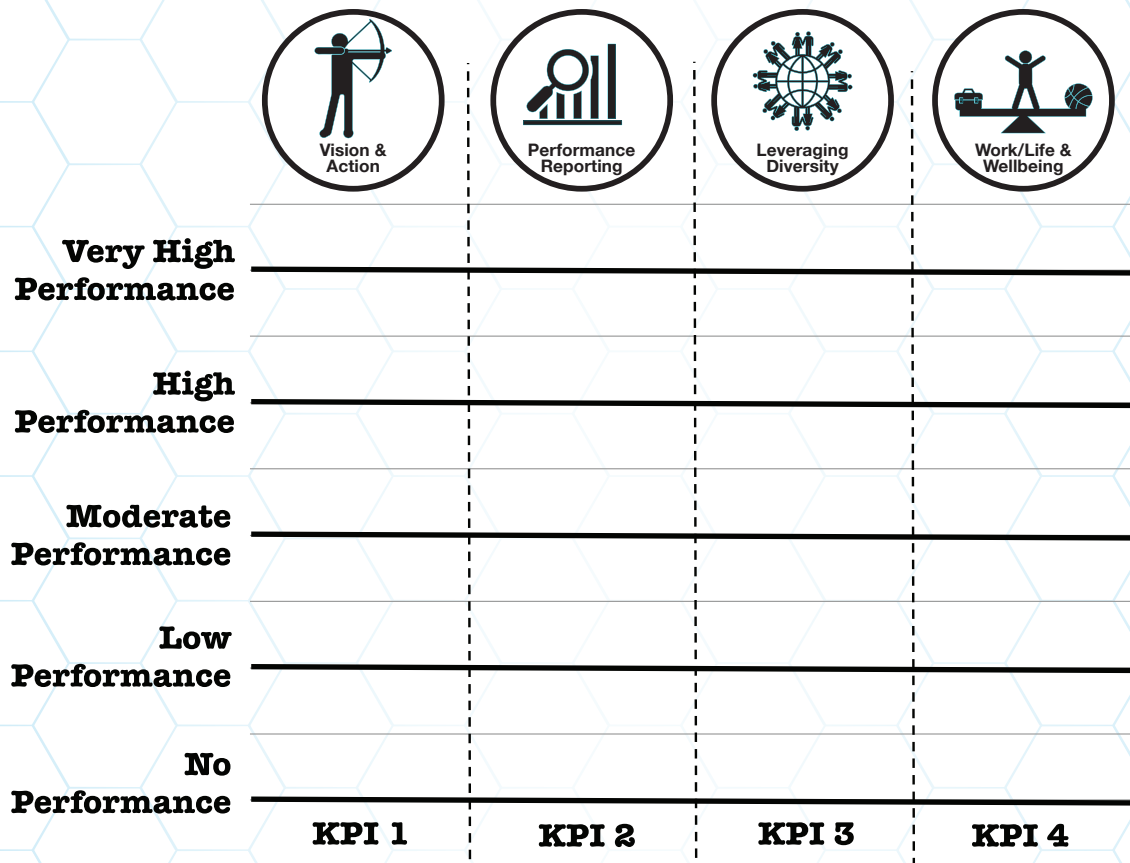 Vision &
Action
Performance
Reporting
Leveraging
Diversity
Work/Life &
Wellbeing
Very High
Performance
High
Performance
Moderate
Performance
Low
Performance
No
Performance
KPI 1
KPI 2
KPI 3
KPI 4